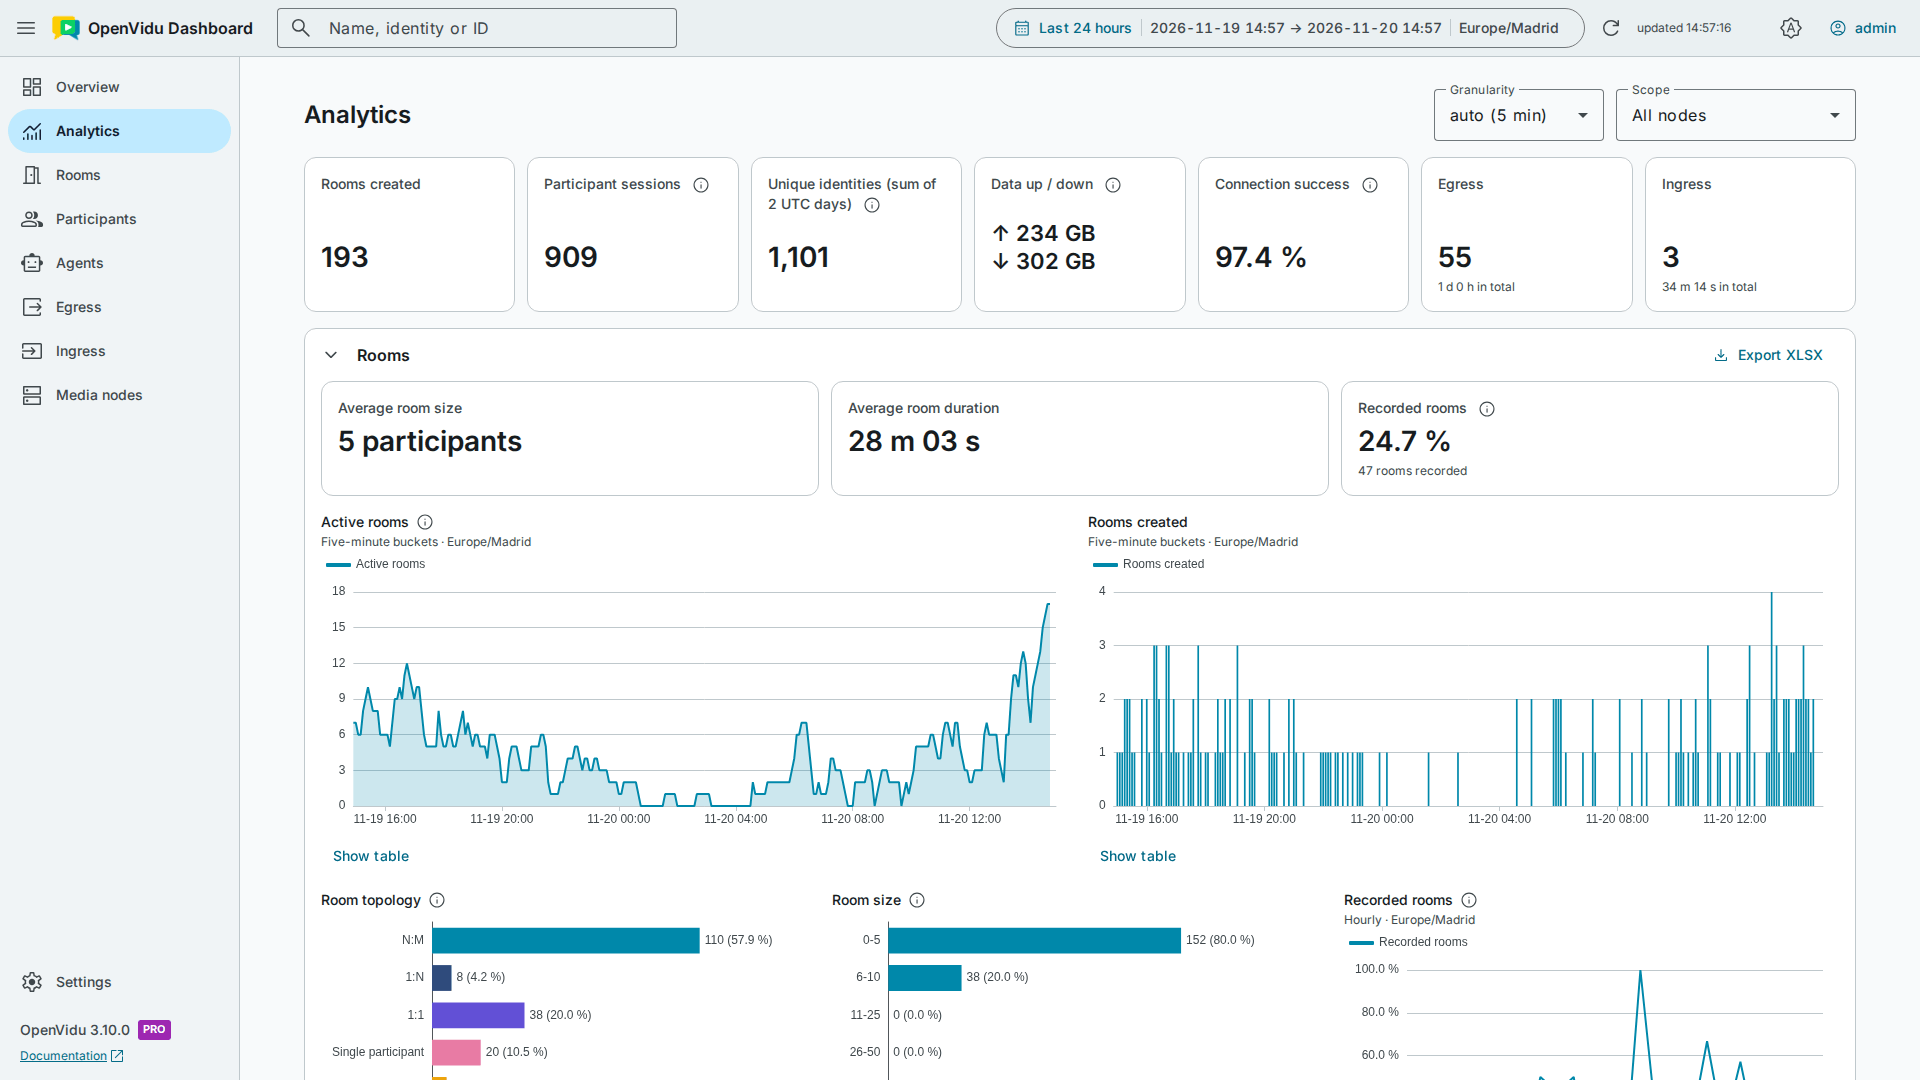 OpenVidu Dashboard
Name, identity or ID
Last 24 hours
2026-11-19 14:57 → 2026-11-20 14:57
Europe/Madrid
updated 14:57:16
admin
Overview
Analytics
Rooms
Participants
Agents
Egress
Ingress
Media nodes
Settings
OpenVidu 3.10.0 PRO
Documentation
Analytics
Granularity
auto (5 min)
Scope
All nodes
Rooms created
193
Participant sessions
909
Unique identities (sum of
2 UTC days)
1,101
Data up / down
↑ 234 GB
↓ 302 GB
Connection success
97.4 %
Egress
55
1 d 0 h in total
Ingress
3
34 m 14 s in total
Rooms
Export XLSX
Average room size
5 participants
Average room duration
28 m 03 s
Recorded rooms
24.7 %
47 rooms recorded
Active rooms
Five-minute buckets · Europe/Madrid
Active rooms
18
15
12
9
6
3
0
11-19 16:00
11-19 20:00
11-20 00:00
11-20 04:00
11-20 08:00
11-20 12:00
Show table
Rooms created
Five-minute buckets · Europe/Madrid
Rooms created
4
3
2
1
0
11-19 16:00
11-19 20:00
11-20 00:00
11-20 04:00
11-20 08:00
11-20 12:00
Show table
Room topology
N:M
110 (57.9 %)
1:N
8 (4.2 %)
1:1
38 (20.0 %)
Single participant
20 (10.5 %)
Room size
0-5
152 (80.0 %)
6-10
38 (20.0 %)
11-25
0 (0.0 %)
26-50
0 (0.0 %)
Recorded rooms
Hourly · Europe/Madrid
Recorded rooms
100.0 %
80.0 %
60.0 %